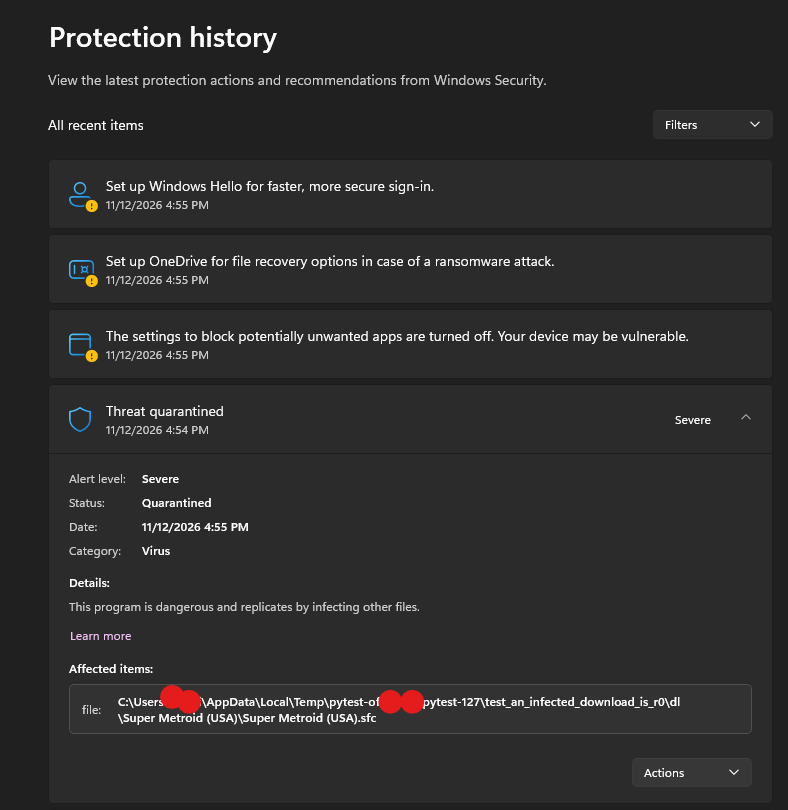 Protection history
View the latest protection actions and recommendations from Windows Security.
All recent items
Filters
Set up Windows Hello for faster, more secure sign-in.
11/12/2026 4:55 PM
Set up OneDrive for file recovery options in case of a ransomware attack.
11/12/2026 4:55 PM
The settings to block potentially unwanted apps are turned off. Your device may be vulnerable.
11/12/2026 4:55 PM
Threat quarantined
11/12/2026 4:54 PM
Severe
Alert level: Severe
Status: Quarantined
Date: 11/12/2026 4:55 PM
Category: Virus
Details:
This program is dangerous and replicates by infecting other files.
Learn more
Affected items:
file: C:\Users \AppData\Local\Temp\pytest-of pytest-127\test_an_infected_download_is_r0\dl
\Super Metroid (USA)\Super Metroid (USA).sfc
Actions